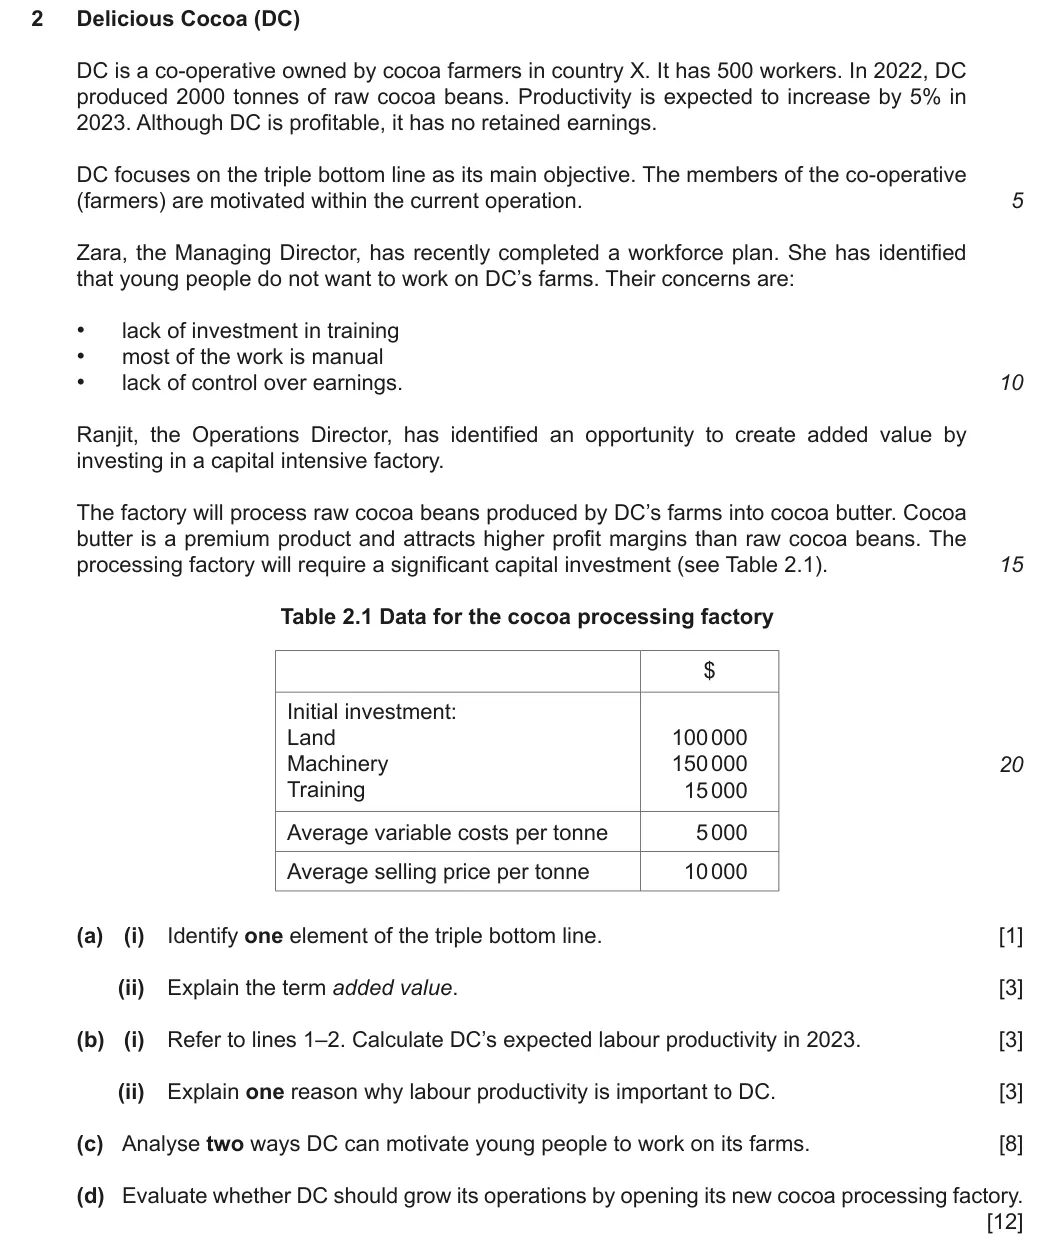 2 Delicious Cocoa (DC)
DC is a co-operative owned by cocoa farmers in country X. It has 500 workers. In 2022, DC
produced 2000 tonnes of raw cocoa beans. Productivity is expected to increase by 5% in
2023. Although DC is profitable, it has no retained earnings.
DC focuses on the triple bottom line as its main objective. The members of the co-operative
(farmers) are motivated within the current operation. 5
Zara, the Managing Director, has recently completed a workforce plan. She has identified
that young people do not want to work on DC’s farms. Their concerns are:
• lack of investment in training
• most of the work is manual
• lack of control over earnings. 10
Ranjit, the Operations Director, has identified an opportunity to create added value by
investing in a capital intensive factory.
The factory will process raw cocoa beans produced by DC’s farms into cocoa butter. Cocoa
butter is a premium product and attracts higher profit margins than raw cocoa beans. The
processing factory will require a significant capital investment (see Table 2.1). 15
Table 2.1 Data for the cocoa processing factory
$
Initial investment:
Land 100 000
Machinery 150 000 20
Training 15 000
Average variable costs per tonne 5 000
Average selling price per tonne 10 000
(a) (i) Identify one element of the triple bottom line. [1]
(ii) Explain the term added value. [3]
(b) (i) Refer to lines 1–2. Calculate DC’s expected labour productivity in 2023. [3]
(ii) Explain one reason why labour productivity is important to DC. [3]
(c) Analyse two ways DC can motivate young people to work on its farms. [8]
(d) Evaluate whether DC should grow its operations by opening its new cocoa processing factory.
[12]